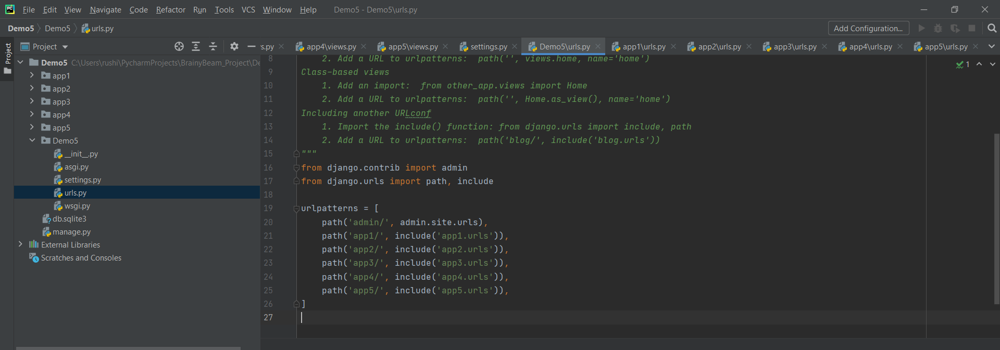 File Edit View Navigate Code Refactor Run Tools VCS Window Help Demo5 - Demo5\urls.py
Demo5 Demo5 urls.py Add Configuration...
Project
Project s.py app4\views.py app5\views.py settings.py Demo5\urls.py app1\urls.py app2\urls.py app3\urls.py app4\urls.py app5\urls.py
Demo5 C:\Users\rushi\PycharmProjects\BrainyBeam_Project\De
app1
app2
app3
app4
app5
Demo5
__init__.py
asgi.py
settings.py
urls.py
wsgi.py
db.sqlite3
manage.py
External Libraries
Scratches and Consoles
1
8 2. Add a URL to urlpatterns:  path('', views.home, name='home')
9 Class-based views
10 1. Add an import:  from other_app.views import Home
11 2. Add a URL to urlpatterns:  path('', Home.as_view(), name='home')
12 Including another URLconf
13 1. Import the include() function: from django.urls import include, path
14 2. Add a URL to urlpatterns:  path('blog/', include('blog.urls'))
15 """
16 from django.contrib import admin
17 from django.urls import path, include
18
19 urlpatterns = [
20 path('admin/', admin.site.urls),
21 path('app1/', include('app1.urls')),
22 path('app2/', include('app2.urls')),
23 path('app3/', include('app3.urls')),
24 path('app4/', include('app4.urls')),
25 path('app5/', include('app5.urls')),
26 ]
27